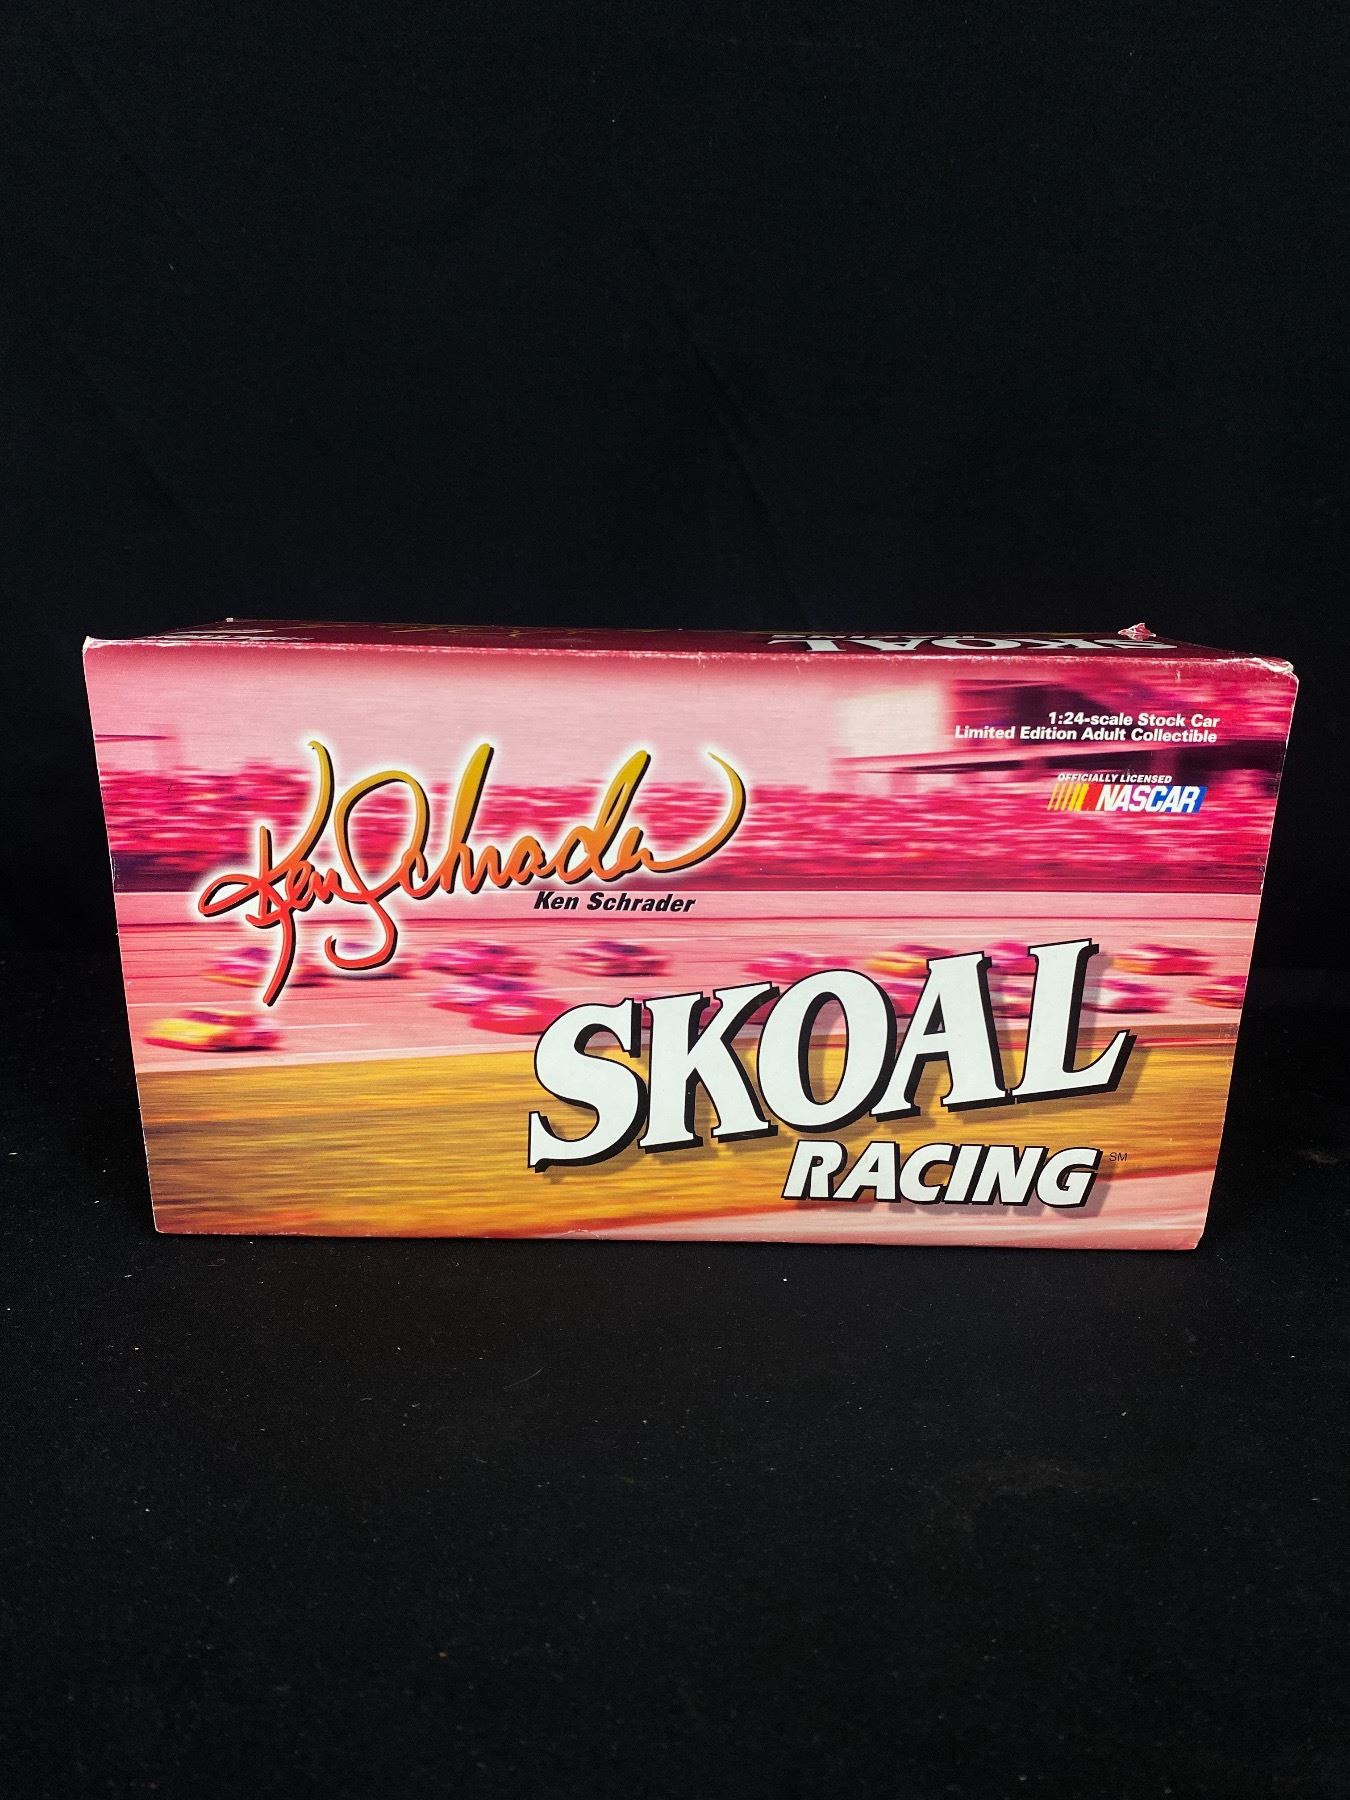 SKOAL
1:24-scale Stock Car
Limited Edition Adult Collectible
OFFICIALLY LICENSED
NASCAR
Ken Schrader
Ken Schrader
SKOAL
RACING SM